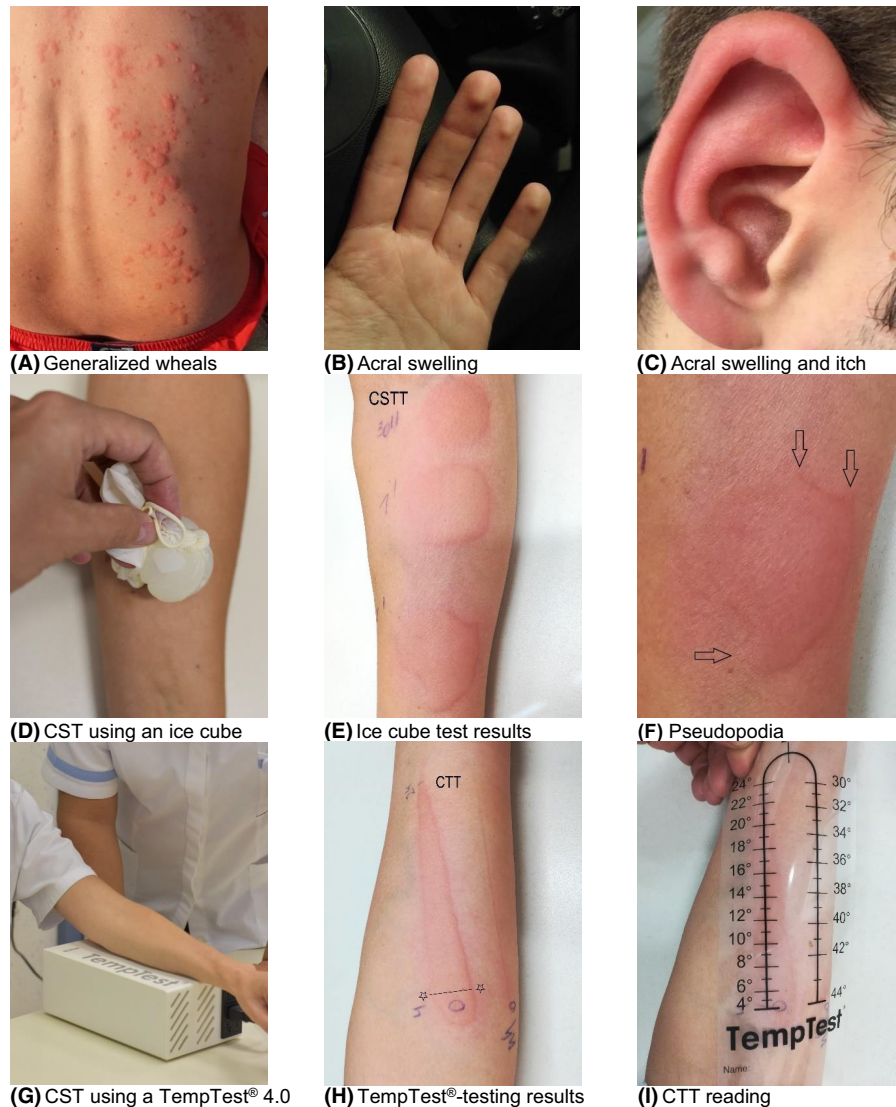 (A) Generalized wheals
(B) Acral swelling
(C) Acral swelling and itch
CSTT
30"
1'
(D) CST using an ice cube
(E) Ice cube test results
(F) Pseudopodia
TempTest
CTT
24° 30°
22° 32°
20° 34°
18° 36°
16°
14° 38°
12° 40°
10° 42°
8°
6° 44°
4°
TempTest®
Name:
(G) CST using a TempTest® 4.0
(H) TempTest®-testing results
(I) CTT reading